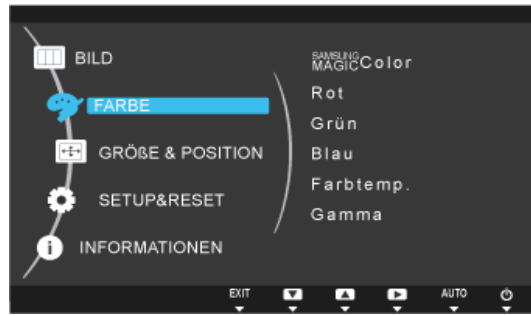 BILD
FARBE
GRÖßE & POSITION
SETUP&RESET
INFORMATIONEN
SAMSUNG
MAGIC Color
Rot
Grün
Blau
Farbtemp.
Gamma
EXIT AUTO